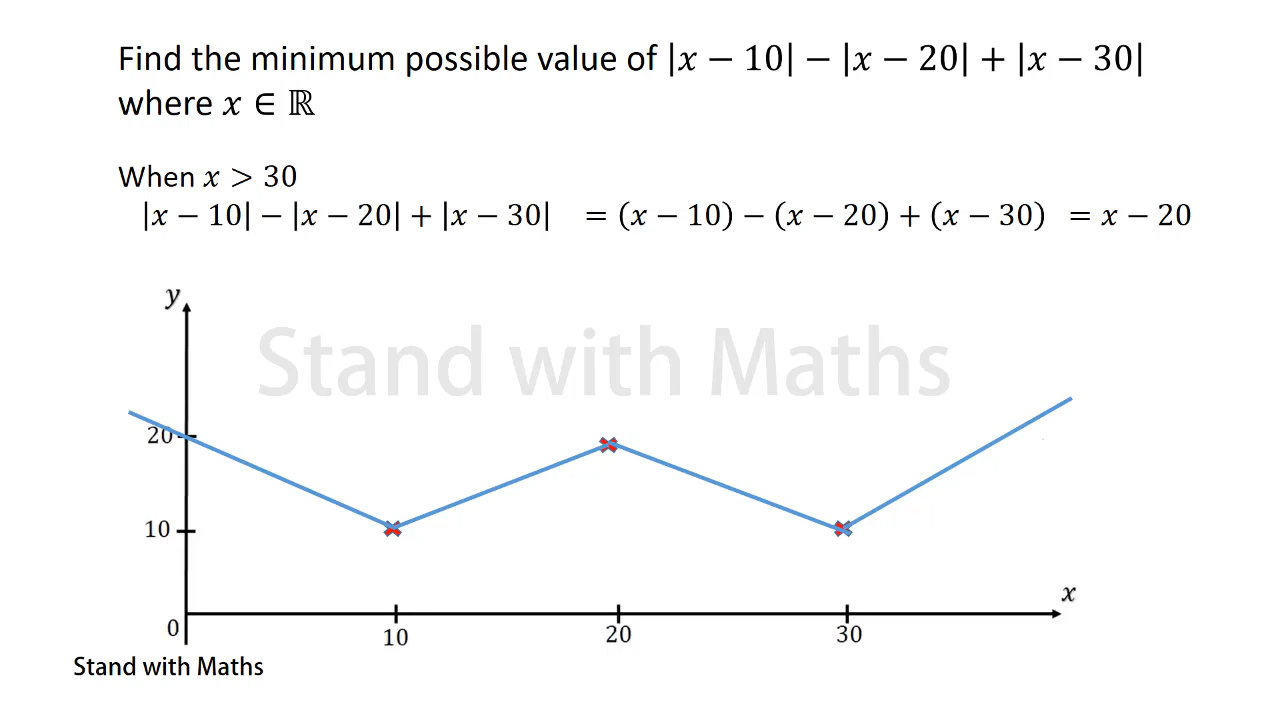 Find the minimum possible value of |x − 10| − |x − 20| + |x − 30|
where x ∈ ℝ
When x > 30
|x − 10| − |x − 20| + |x − 30| = (x − 10) − (x − 20) + (x − 30) = x − 20
y
Stand with Maths
20
10
x
0
10
20
30
Stand with Maths